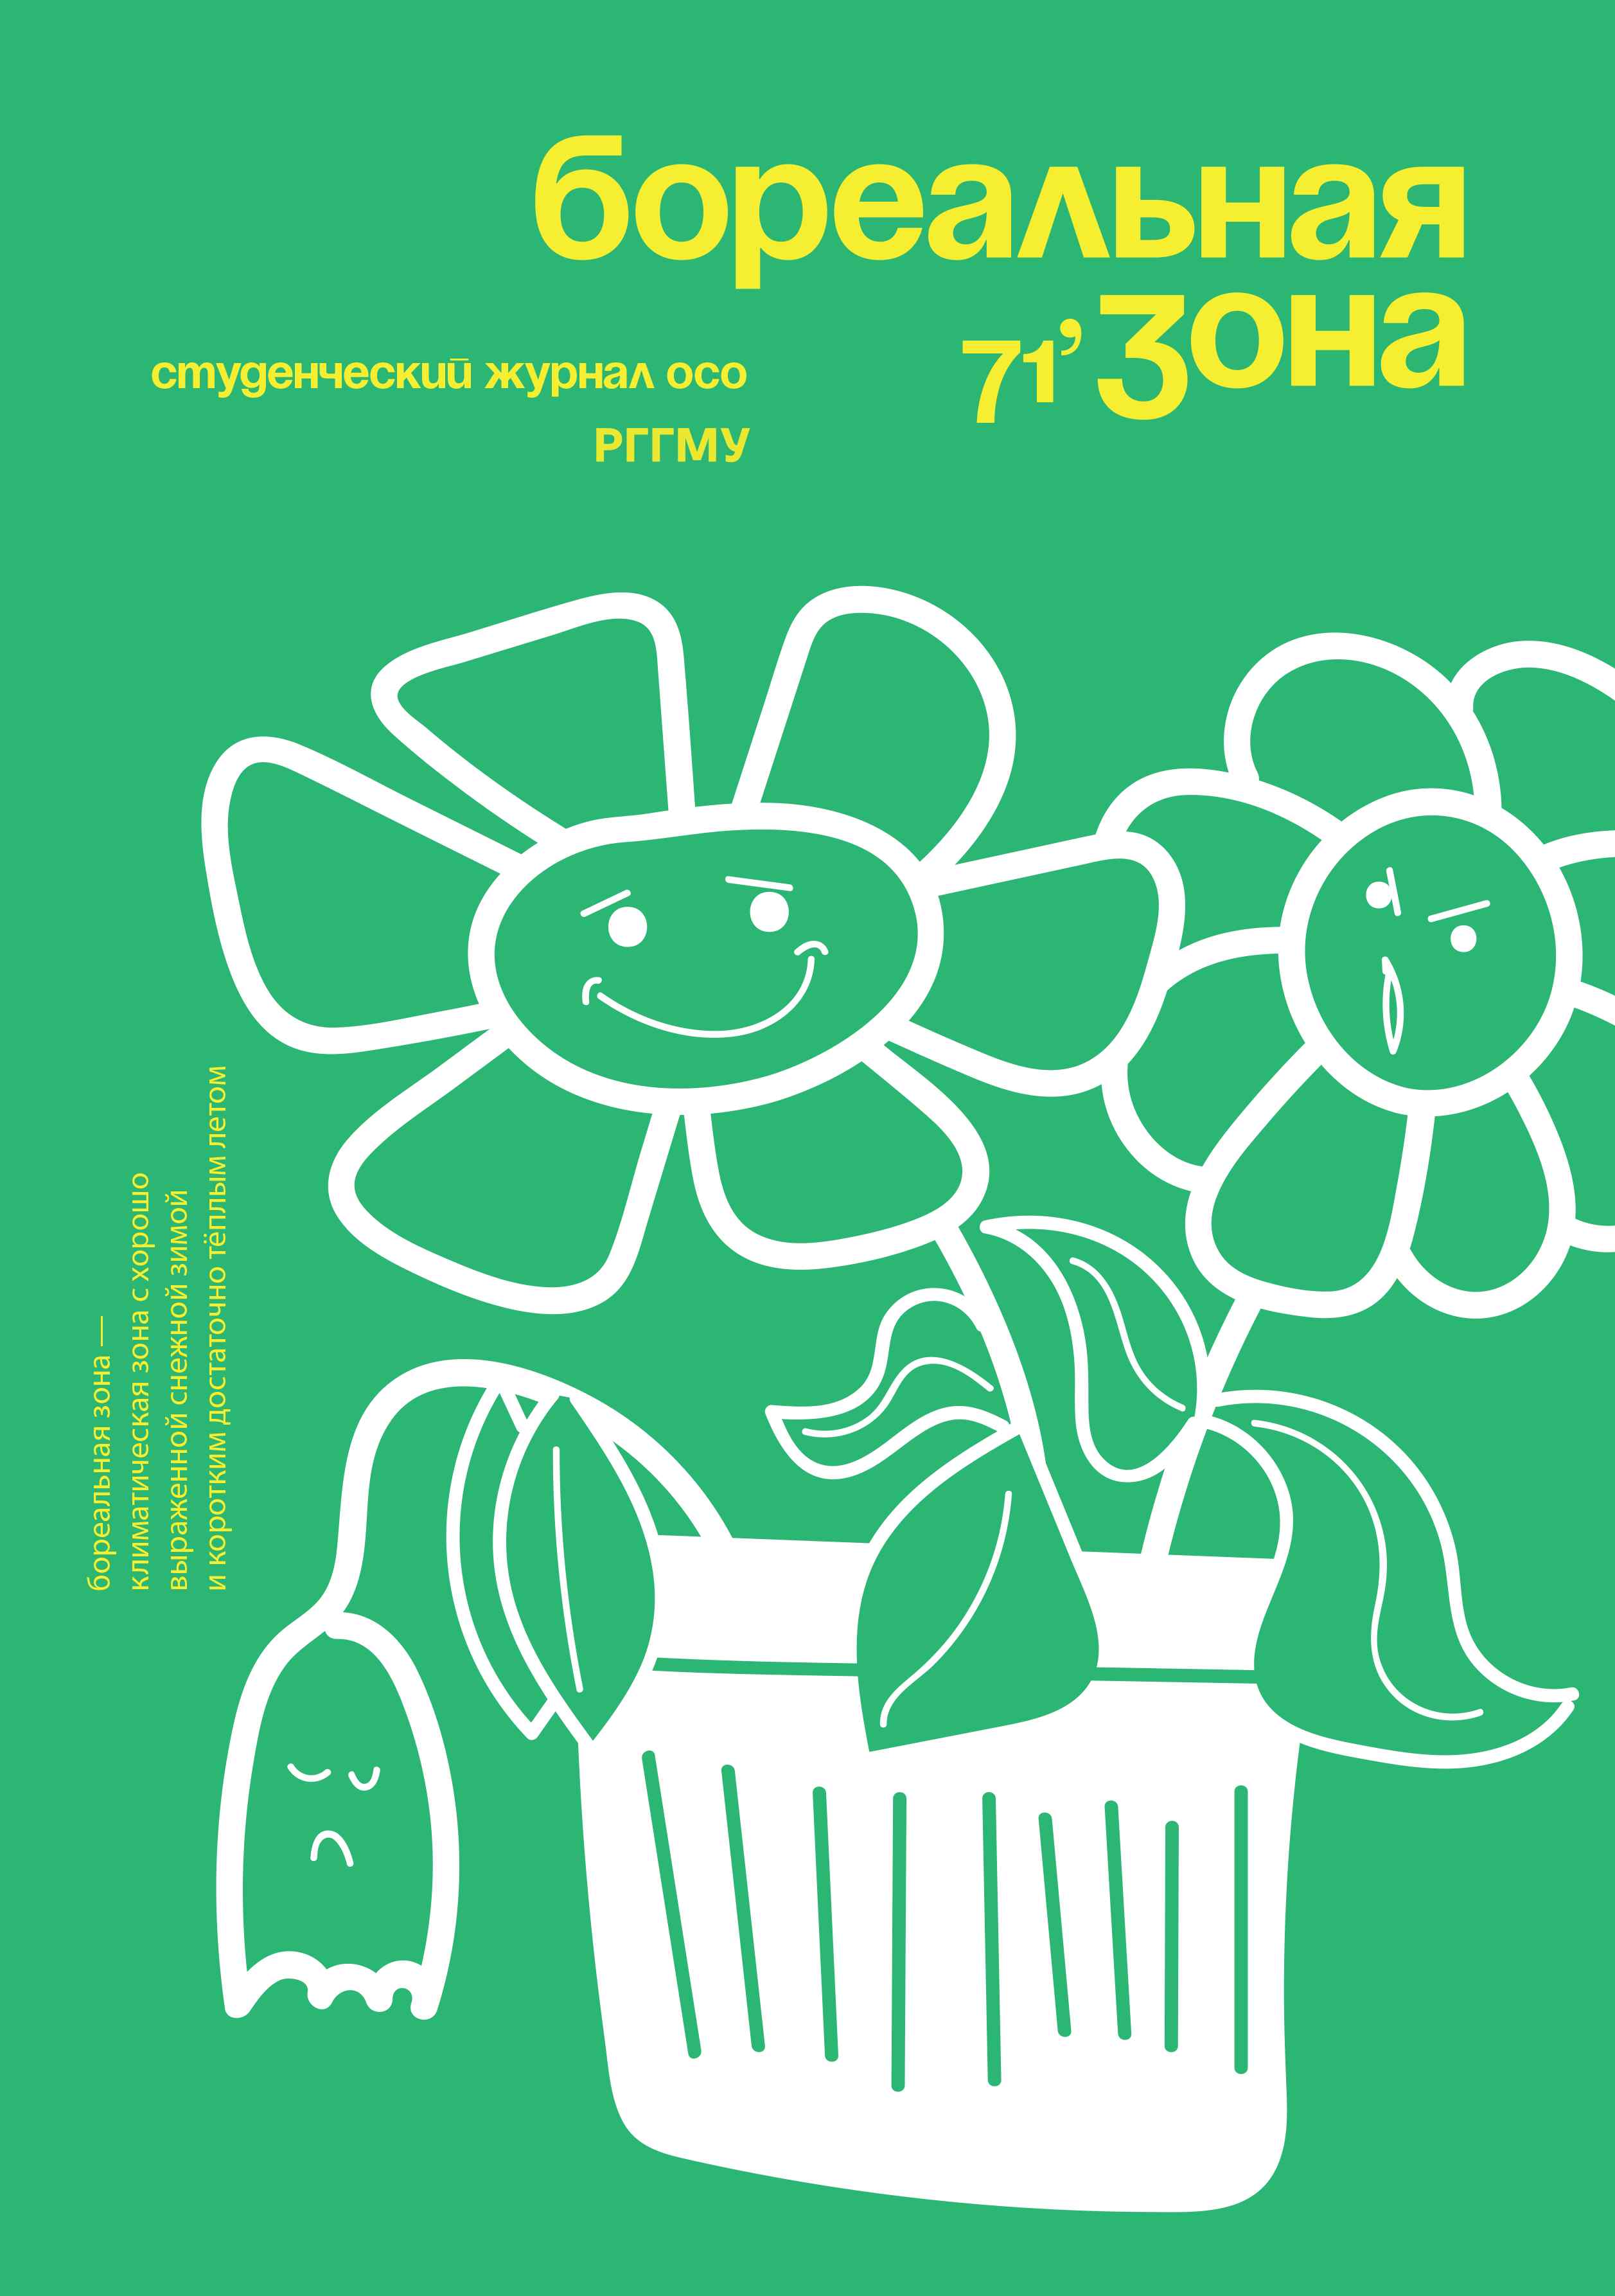 бореальная
71’ зона
студенческий журнал осо
РГГМУ
бореальная зона —
климатическая зона с хорошо
выраженной снежной зимой
и коротким достаточно тёплым летом